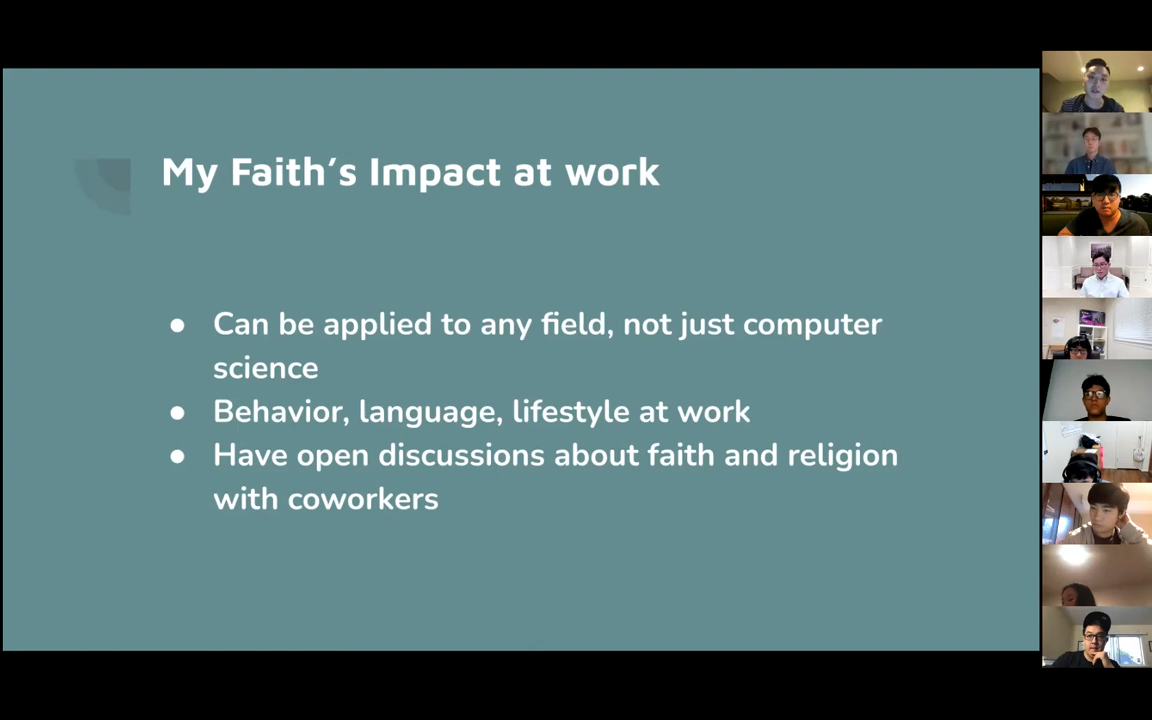 My Faith’s Impact at work
● Can be applied to any field, not just computer
science
● Behavior, language, lifestyle at work
● Have open discussions about faith and religion
with coworkers